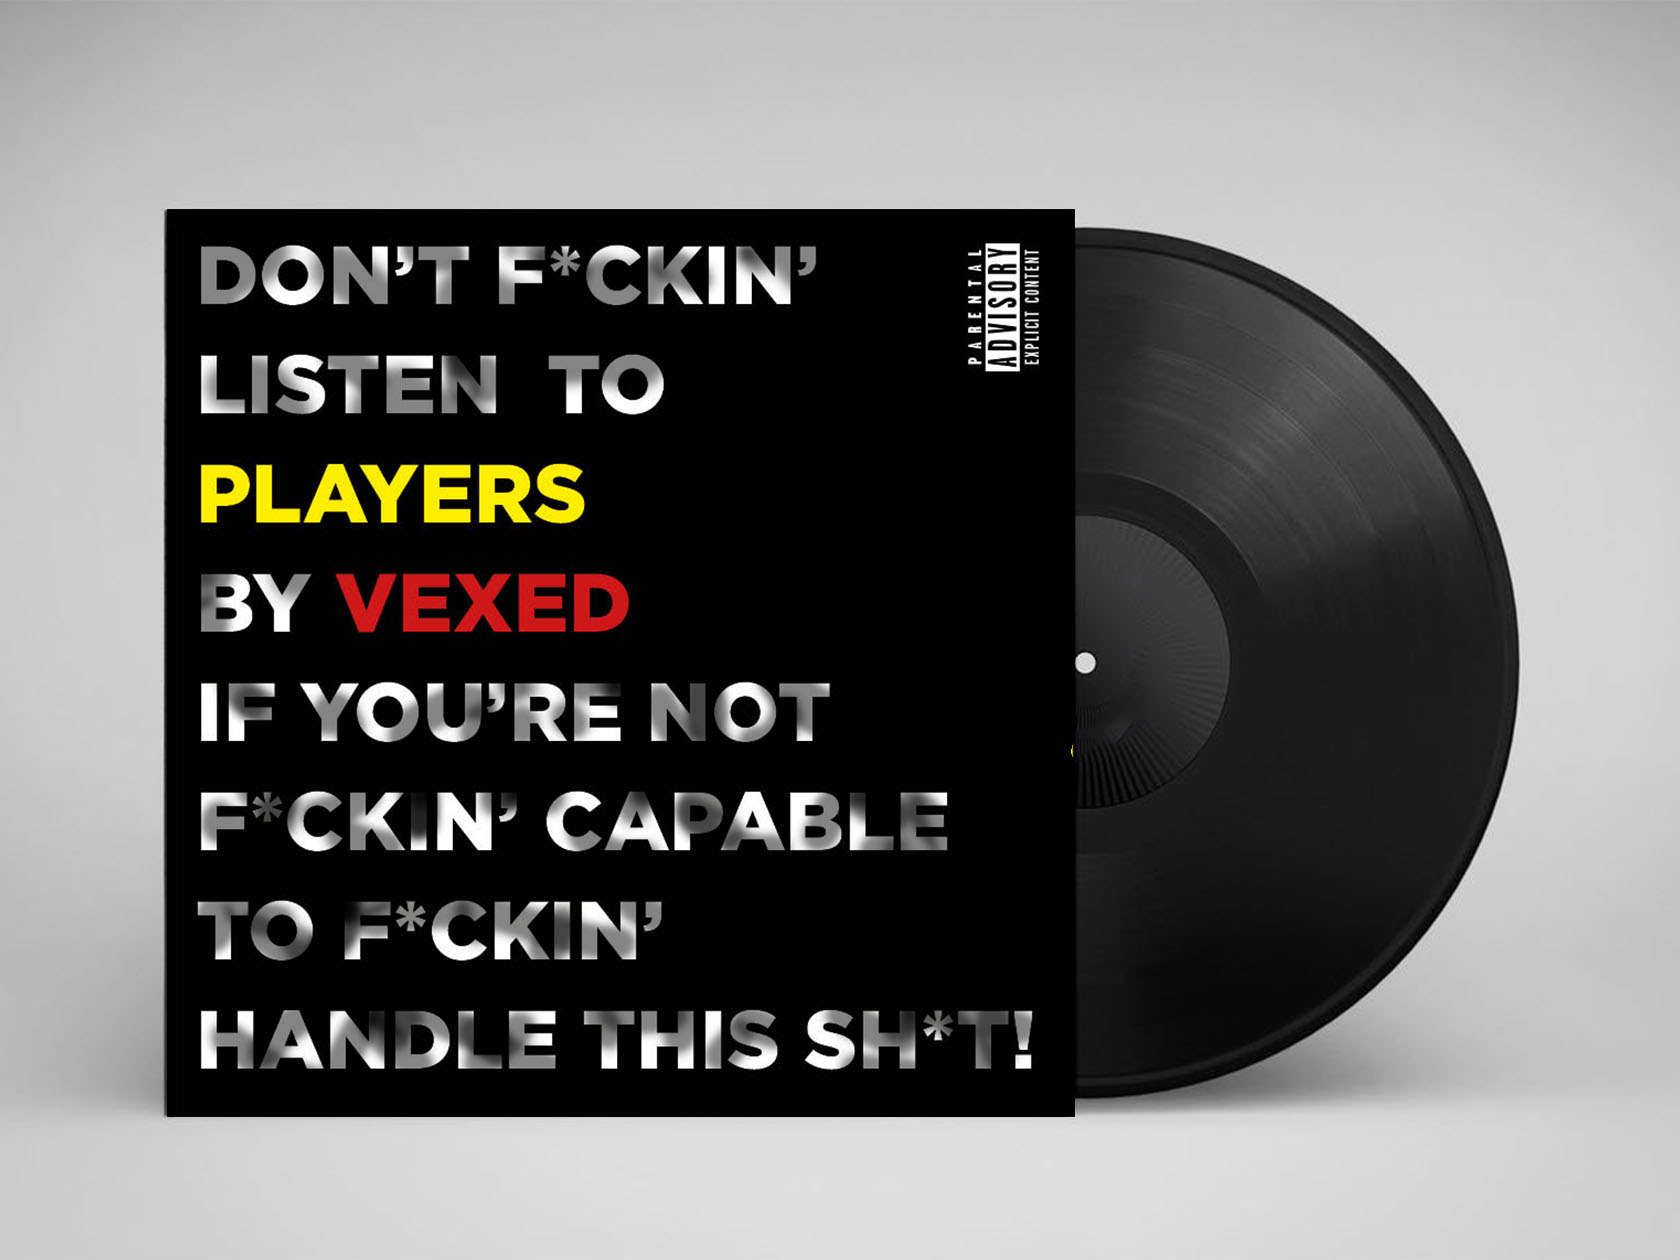 DON'T F*CKIN'
LISTEN TO
PLAYERS
BY VEXED
IF YOU'RE NOT
F*CKIN' CAPABLE
TO F*CKIN'
HANDLE THIS SH*T!
PARENTAL
ADVISORY
EXPLICIT CONTENT